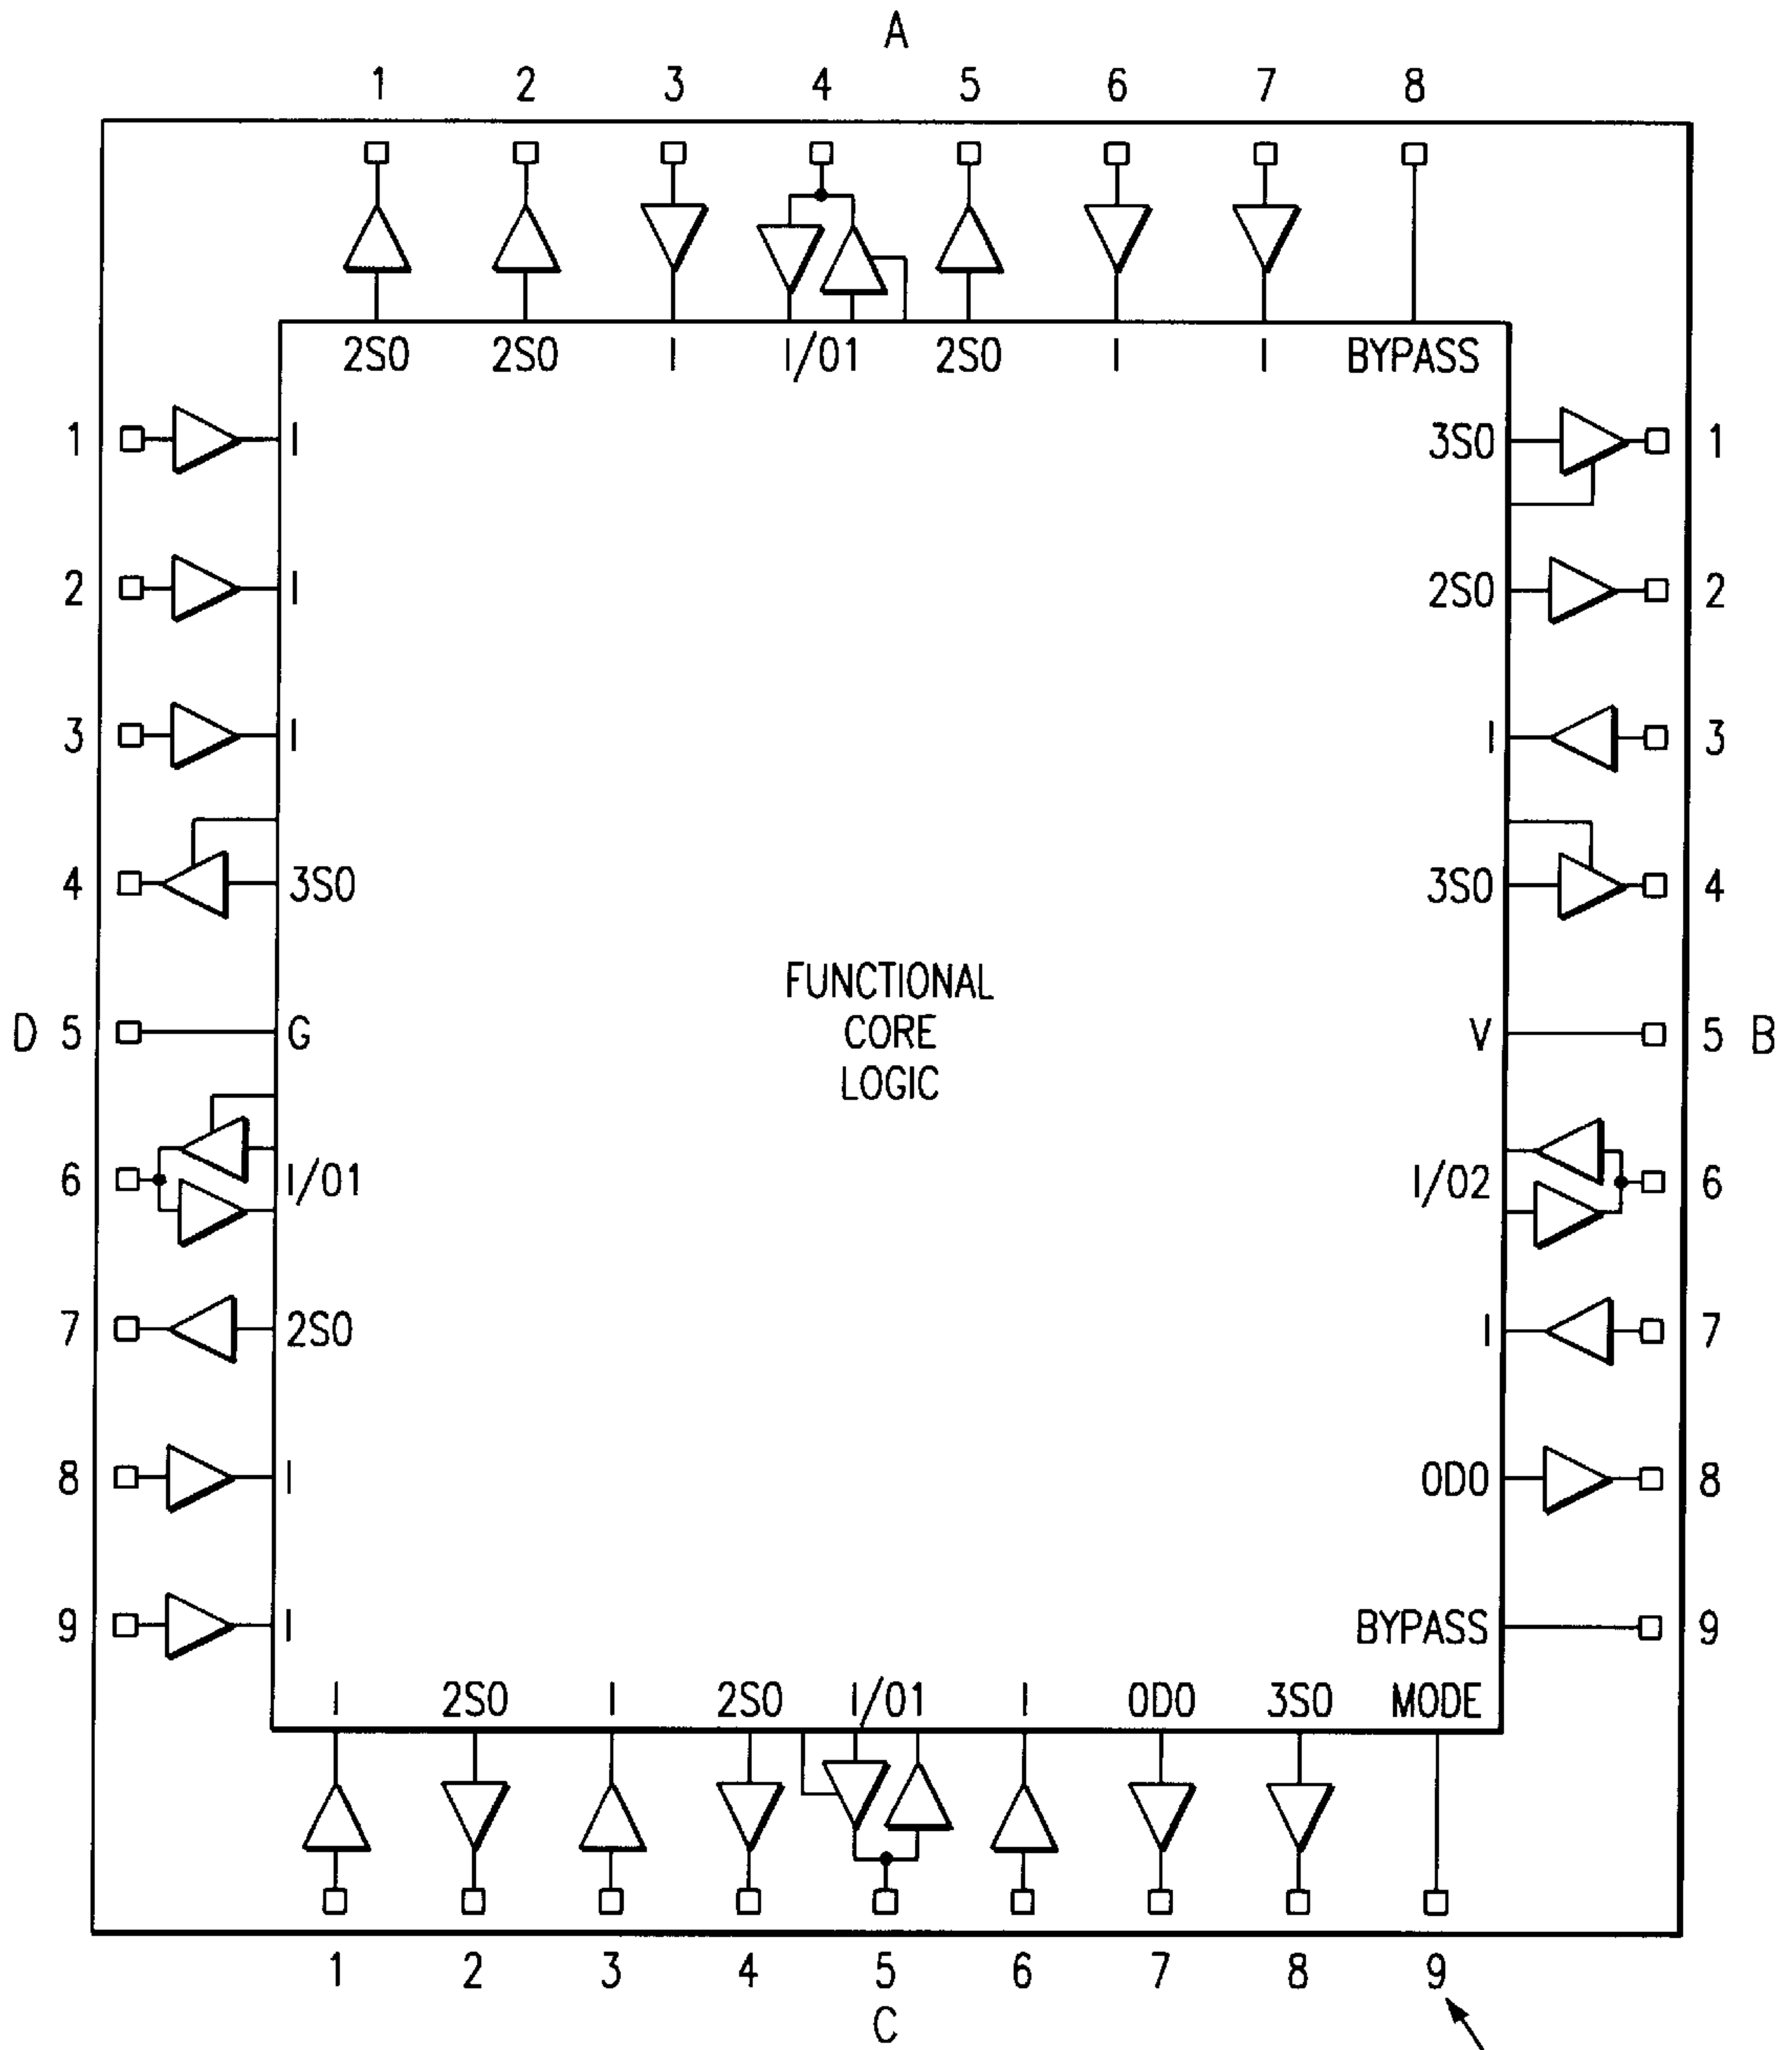 A
1 2 3 4 5 6 7 8
2S0 2S0 I I/01 2S0 I I BYPASS
1 I 3S0 1
2 I 2S0 2
3 I I 3
4 3S0 3S0 4
FUNCTIONAL
CORE
LOGIC
D 5 G V 5 B
6 I/01 I/02 6
7 2S0 I 7
8 I 0D0 8
9 I BYPASS 9
I 2S0 I 2S0 I/01 I 0D0 3S0 MODE
1 2 3 4 5 6 7 8 9
C